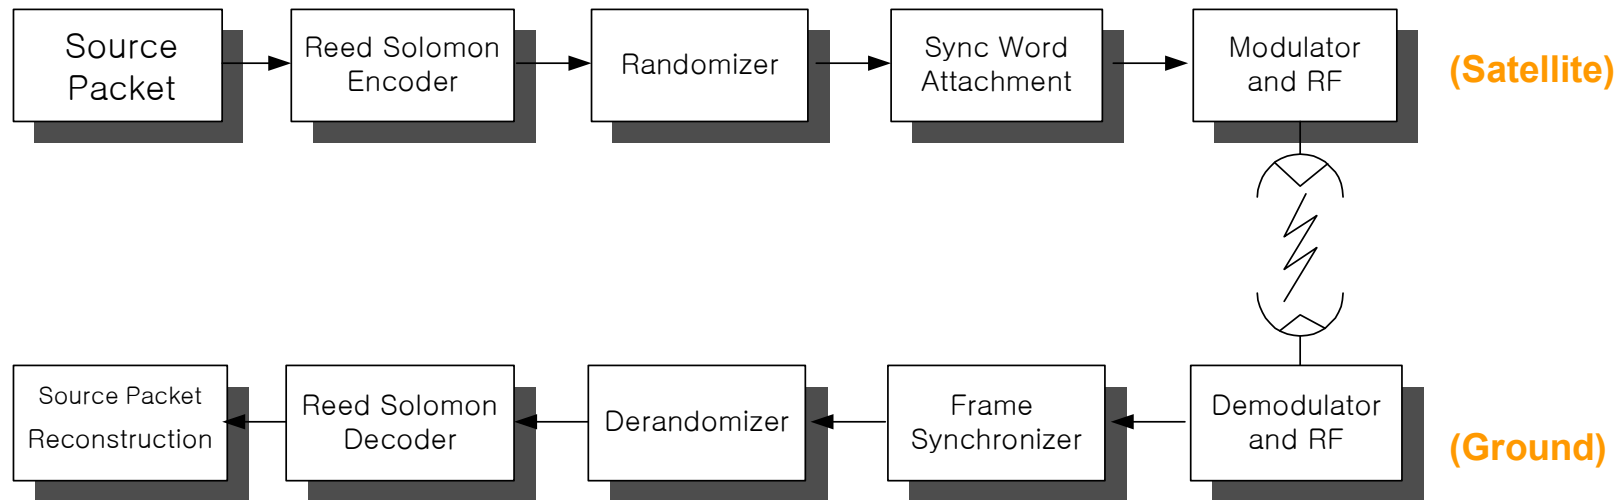 Source
Packet
Reed Solomon
Encoder
Randomizer
Sync Word
Attachment
Modulator
and RF
(Satellite)
Source Packet
Reconstruction
Reed Solomon
Decoder
Derandomizer
Frame
Synchronizer
Demodulator
and RF
(Ground)